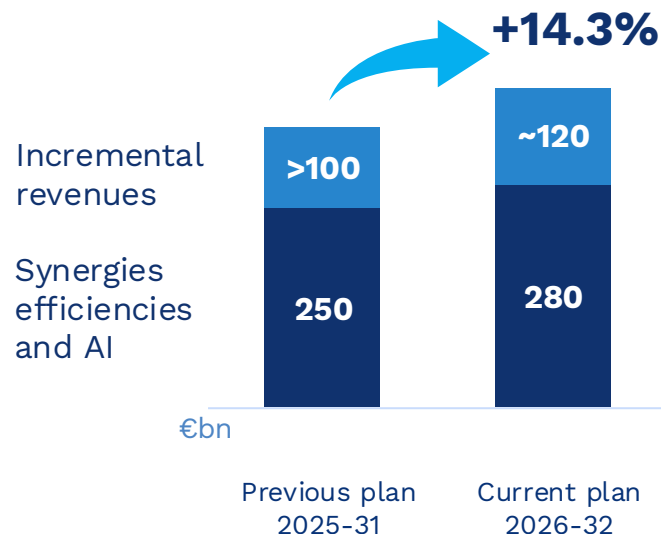 +14.3%
Incremental
revenues
>100
~120
Synergies
efficiencies
and AI
250
280
€bn
Previous plan
2025-31
Current plan
2026-32